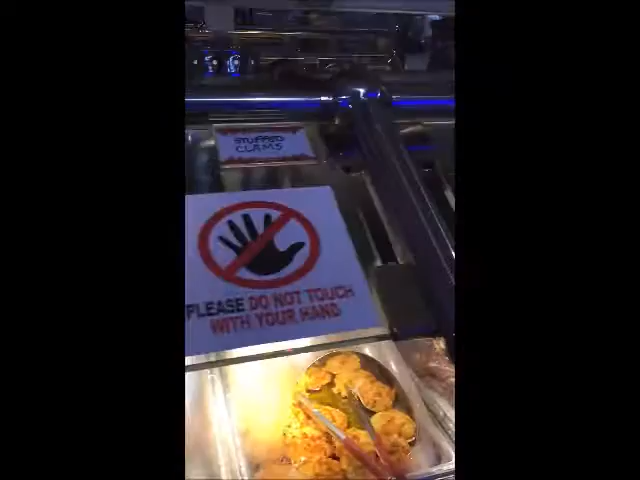 STUFFED
CLAMS
PLEASE DO NOT TOUCH
WITH YOUR HAND